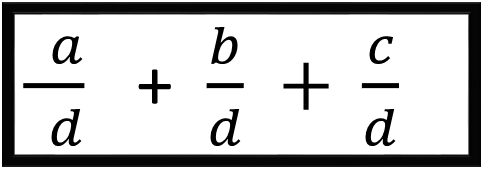 a/d + b/d + c/d